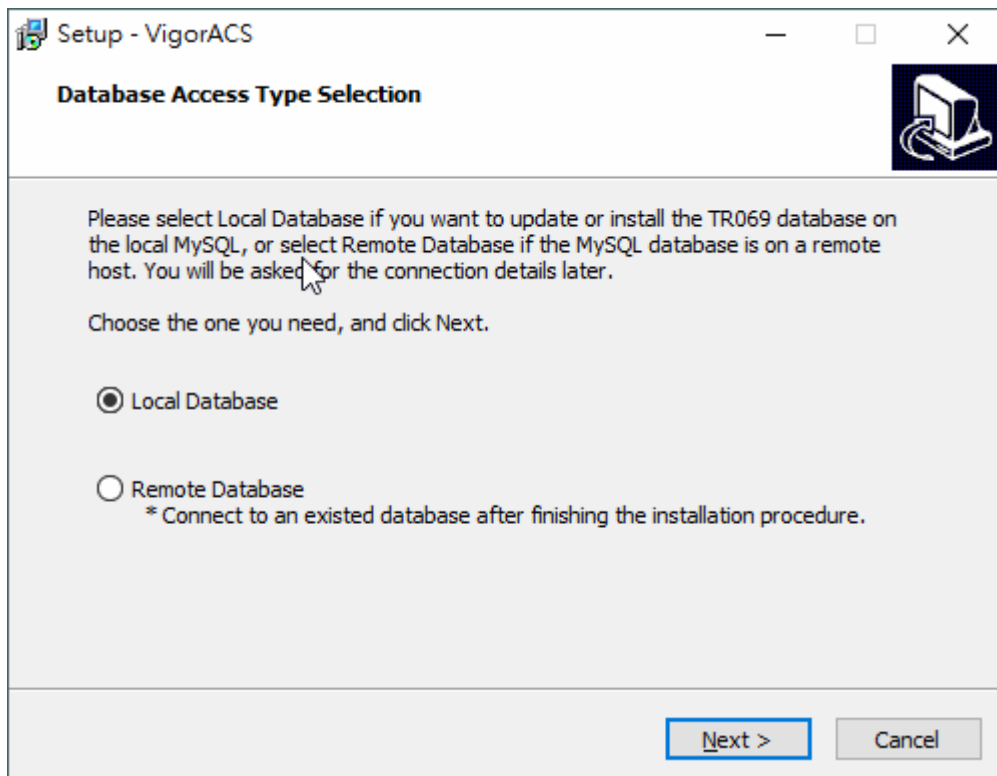 Setup - VigorACS
Database Access Type Selection
Please select Local Database if you want to update or install the TR069 database on
the local MySQL, or select Remote Database if the MySQL database is on a remote
host. You will be asked for the connection details later.
Choose the one you need, and click Next.
Local Database
Remote Database
* Connect to an existed database after finishing the installation procedure.
Next >
Cancel